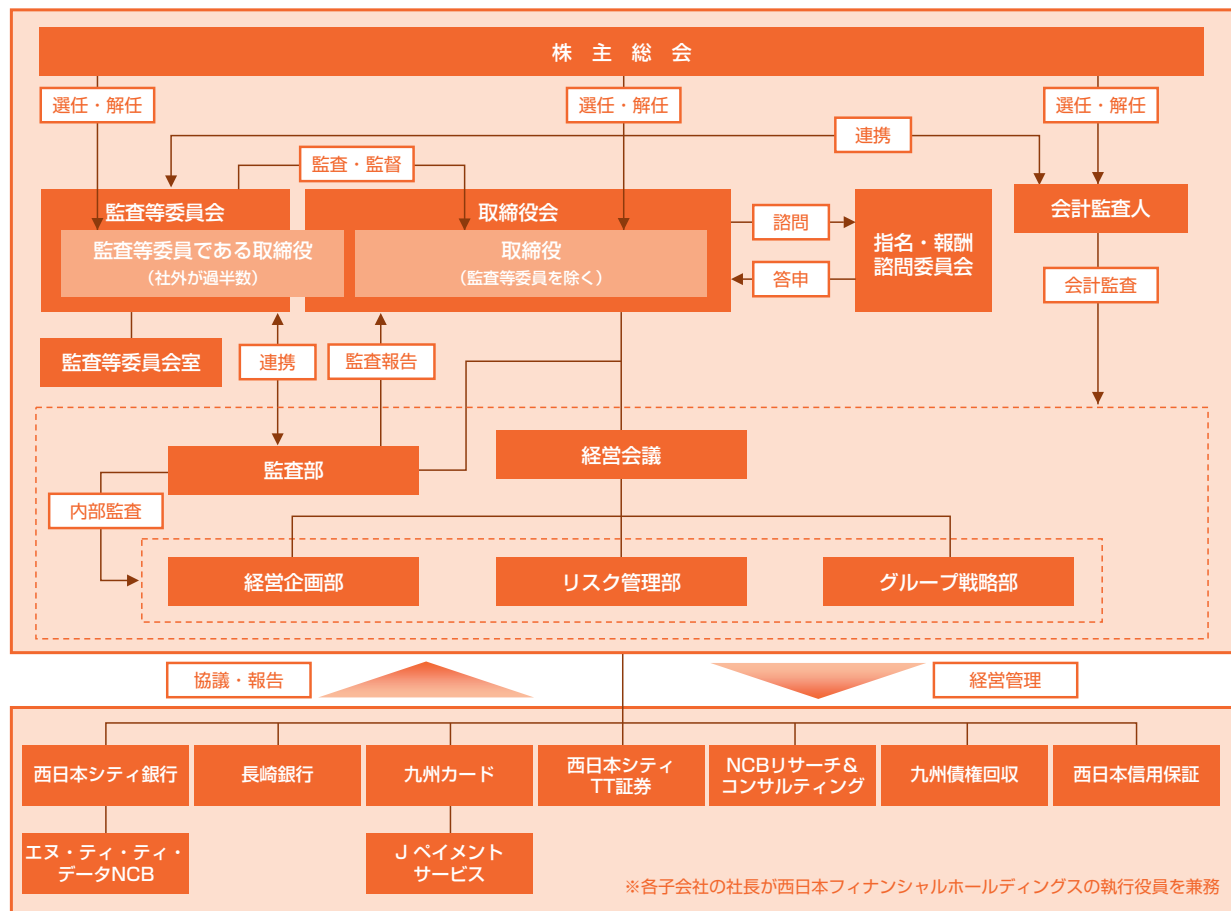 株 主 総 会
選任・解任
選任・解任
選任・解任
連携
監査・監督
監査等委員会
監査等委員である取締役
（社外が過半数）
取締役会
取締役
（監査等委員を除く）
諮問
答申
指名・報酬
諮問委員会
会計監査人
会計監査
監査等委員会室
連携
監査報告
監査部
経営会議
内部監査
経営企画部
リスク管理部
グループ戦略部
協議・報告
経営管理
西日本シティ銀行
長崎銀行
九州カード
西日本シティ
TT証券
NCBリサーチ&
コンサルティング
九州債権回収
西日本信用保証
エヌ・ティ・ティ・
データNCB
J ペイメント
サービス
※各子会社の社長が西日本フィナンシャルホールディングスの執行役員を兼務